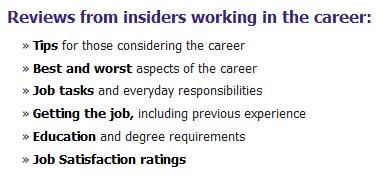 Reviews from insiders working in the career:
» Tips for those considering the career
» Best and worst aspects of the career
» Job tasks and everyday responsibilities
» Getting the job, including previous experience
» Education and degree requirements
» Job Satisfaction ratings